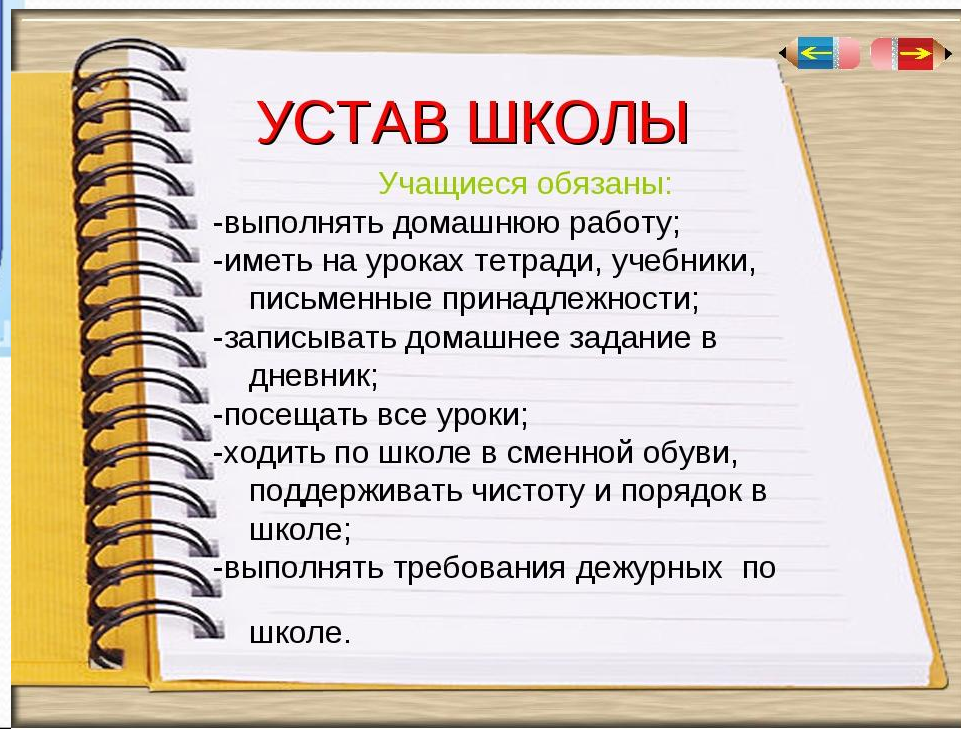 УСТАВ ШКОЛЫ
Учащиеся обязаны:
-выполнять домашнюю работу;
-иметь на уроках тетради, учебники,
письменные принадлежности;
-записывать домашнее задание в
дневник;
-посещать все уроки;
-ходить по школе в сменной обуви,
поддерживать чистоту и порядок в
школе;
-выполнять требования дежурных  по
школе.